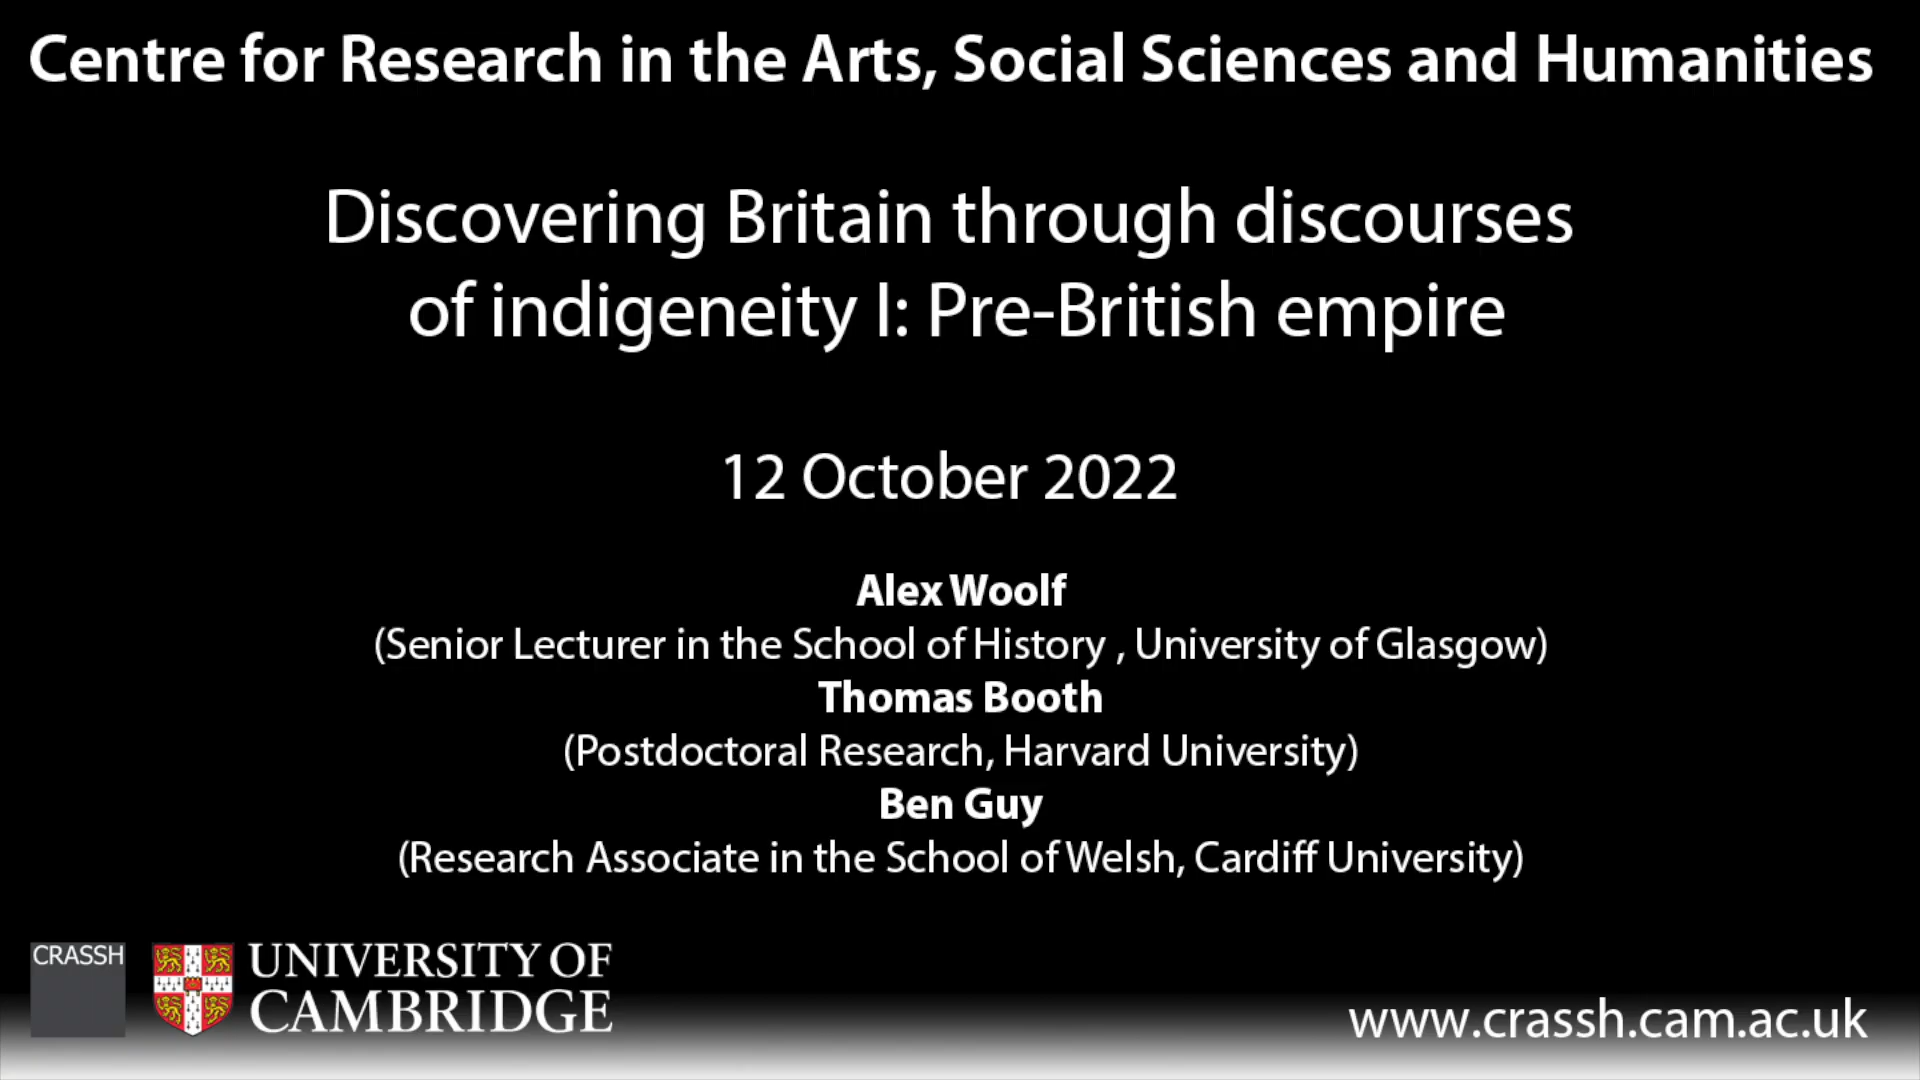 Centre for Research in the Arts, Social Sciences and Humanities
Discovering Britain through discourses
of indigeneity I: Pre-British empire
12 October 2022
Alex Woolf
(Senior Lecturer in the School of History , University of Glasgow)
Thomas Booth
(Postdoctoral Research, Harvard University)
Ben Guy
(Research Associate in the School of Welsh, Cardiff University)
CRASSH
UNIVERSITY OF
CAMBRIDGE
www.crassh.cam.ac.uk